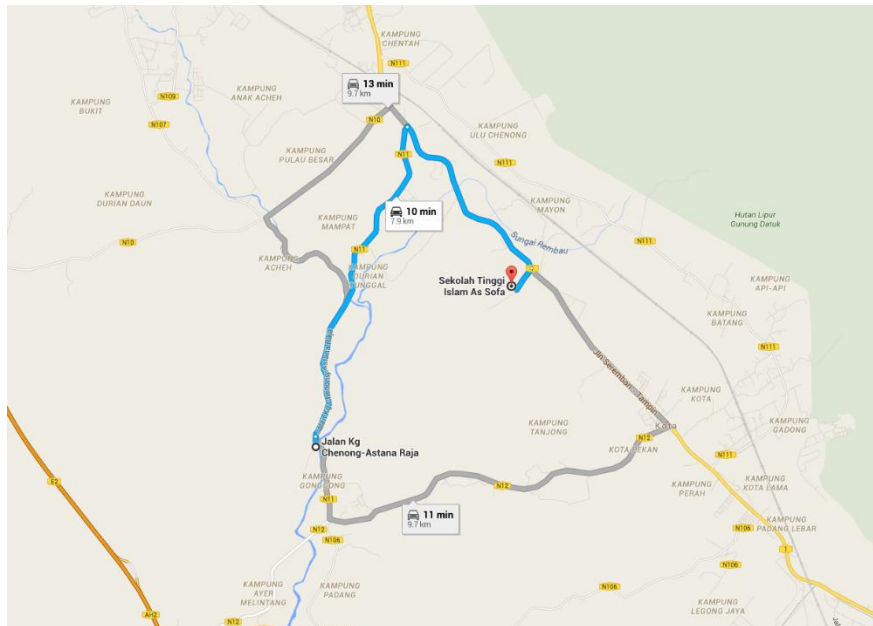 KAMPUNG
CHENTAH
N111
13 min
9.7 km
N109
KAMPUNG
ANAK ACHEH
KAMPUNG
BUKIT
N107
N10
KAMPUNG
ULU CHENONG
N11
N111
KAMPUNG
PULAU BESAR
KAMPUNG
DURIAN DAUN
KAMPUNG
MAYON
10 min
7.9 km
KAMPUNG
MAMPAT
N111
Hutan Lipur
Gunung Datuk
N10
N11
Sungai Rembau
KAMPUNG
ACHEH
KAMPUNG
DURIAN
TUNGGAL
Sekolah Tinggi
Islam As Sofa
KAMPUNG
API-API
KAMPUNG
BATANG
N111
Jln Seremban - Tampin
KAMPUNG
KOTA
KAMPUNG
TANJONG
Kota
KAMPUNG
GADONG
N12
KOTA PEKAN
Jalan Kg
Chenong-Astana Raja
N111
KAMPUNG
GONGGONG
KAMPUNG
PERAH
KAMPUNG
KOTA LAMA
E2
N11
N12
11 min
9.7 km
N12
N106
N106
KAMPUNG
PADANG LEBAR
1
N106
N106
KAMPUNG
AYER
MELINTANG
KAMPUNG
PADANG
KAMPUNG
LEGONG JAYA
AH2
N12